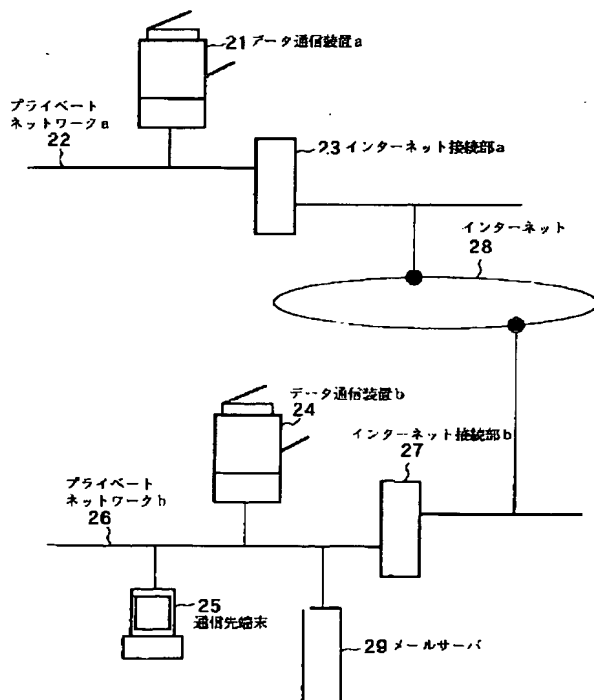 21 データ通信装置a
プライベート
ネットワークa
22
23 インターネット接続部a
インターネット
28
データ通信装置b
24
インターネット接続部b
27
プライベート
ネットワークb
26
25
通信先端末
29 メールサーバ